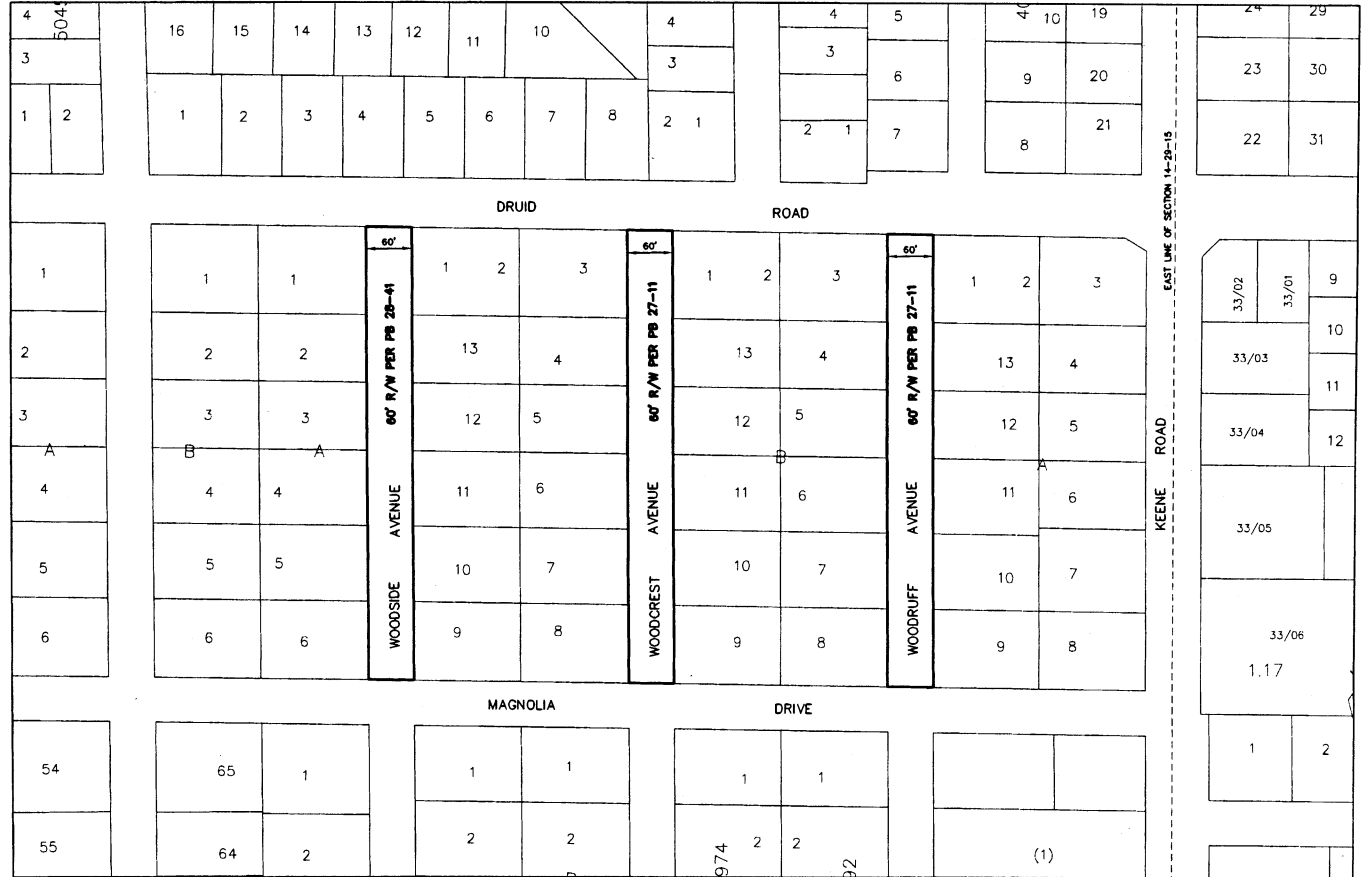 4 5049 16 15 14 13 12 11 10 4 4 5 40 10 19 24 29
3 3 3 6 9 20 23 30
1 2 1 2 3 4 5 6 7 8 2 1 2 1 7 8 21 22 31
EAST LINE OF SECTION 14-29-15
DRUID ROAD
60' 60' 60'
1 1 1 1 2 3 1 2 3 1 2 3 33/02 33/01 9
60' R/W PER PB 28-41
60' R/W PER PB 27-11
60' R/W PER PB 27-11
10
2 2 2 13 4 13 4 13 4 33/03
11
3 3 3 12 5 12 5 12 5 33/04 12
A B A B A
4 4 4 11 6 11 6 11 6
KEENE ROAD
33/05
5 5 5 10 7 10 7 10 7
WOODSIDE AVENUE
WOODCREST AVENUE
WOODRUFF AVENUE
6 6 6 9 8 9 8 9 8 33/06
1.17
MAGNOLIA DRIVE
54 65 1 1 1 1 1 1 2
55 64 2 2 2 974 2 2 92 (1)